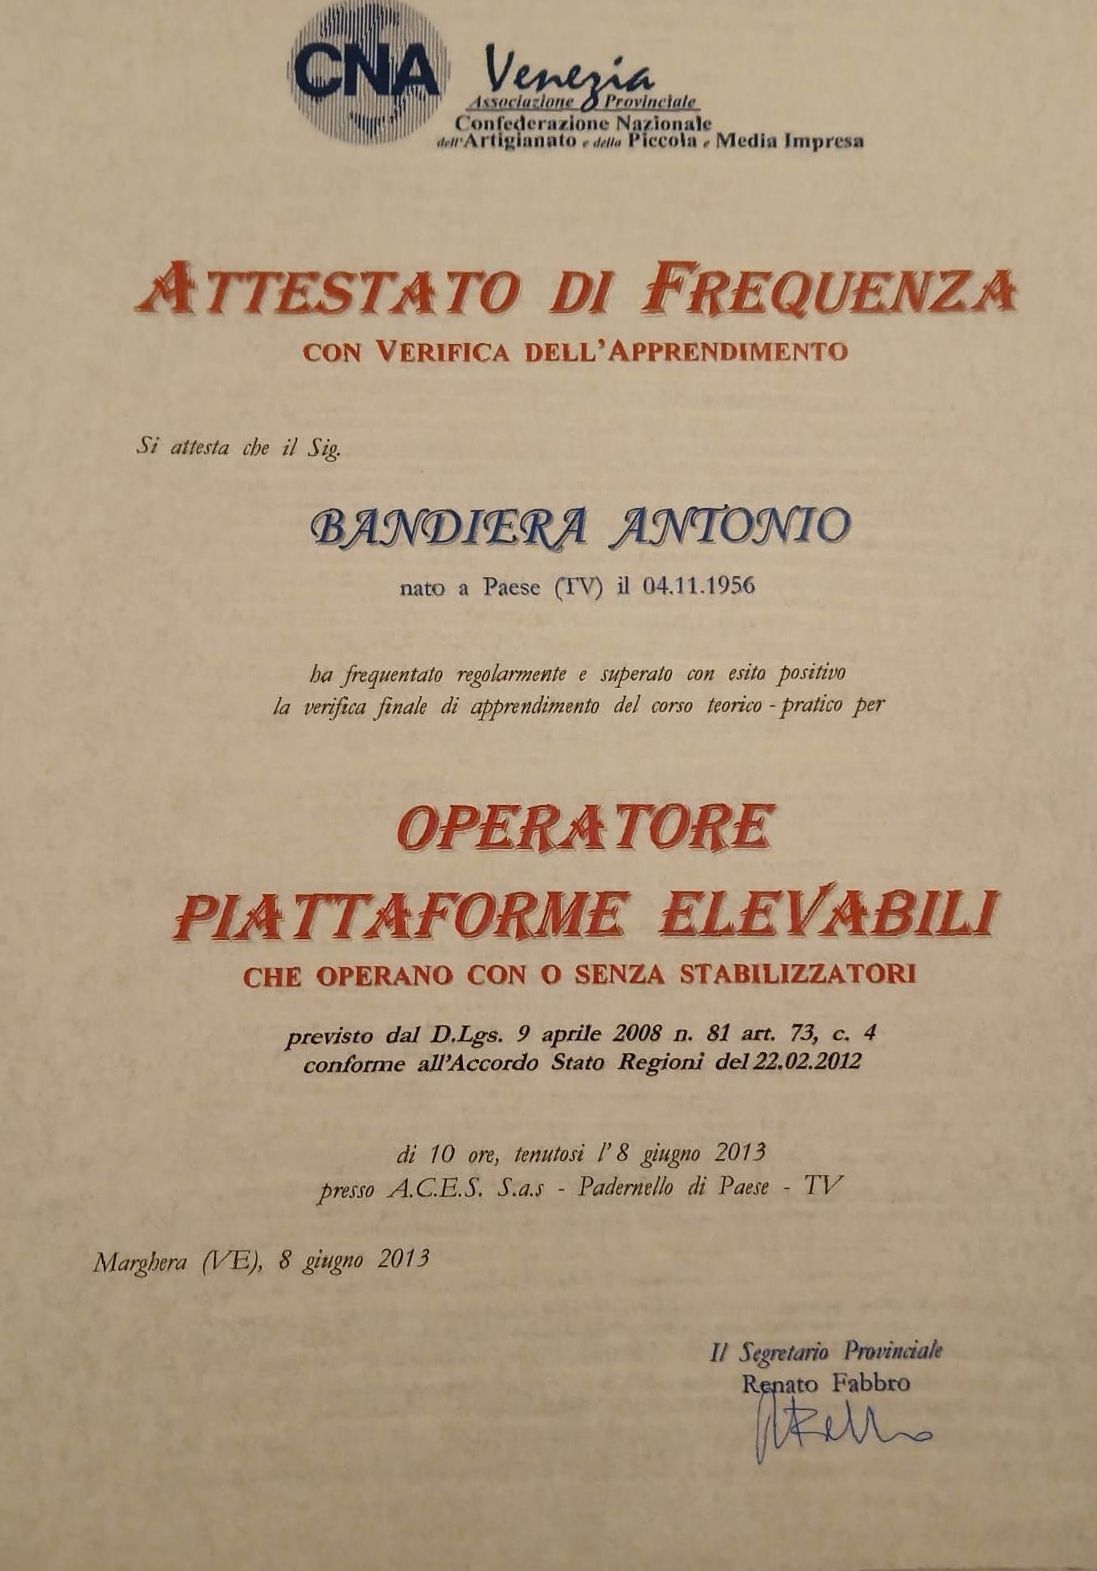 CNA Venezia
Associazione Provinciale
Confederazione Nazionale
dell'Artigianato e della Piccola e Media Impresa
ATTESTATO DI FREQUENZA
CON VERIFICA DELL'APPRENDIMENTO
Si attesta che il Sig.
BANDIERA ANTONIO
nato a Paese (TV) il 04.11.1956
ha frequentato regolarmente e superato con esito positivo
la verifica finale di apprendimento del corso teorico - pratico per
OPERATORE
PIATTAFORME ELEVABILI
CHE OPERANO CON O SENZA STABILIZZATORI
previsto dal D.Lgs. 9 aprile 2008 n. 81 art. 73, c. 4
conforme all'Accordo Stato Regioni del 22.02.2012
di 10 ore, tenutosi l'8 giugno 2013
presso A.C.E.S. S.a.s - Padernello di Paese - TV
Marghera (VE), 8 giugno 2013
Il Segretario Provinciale
Renato Fabbro